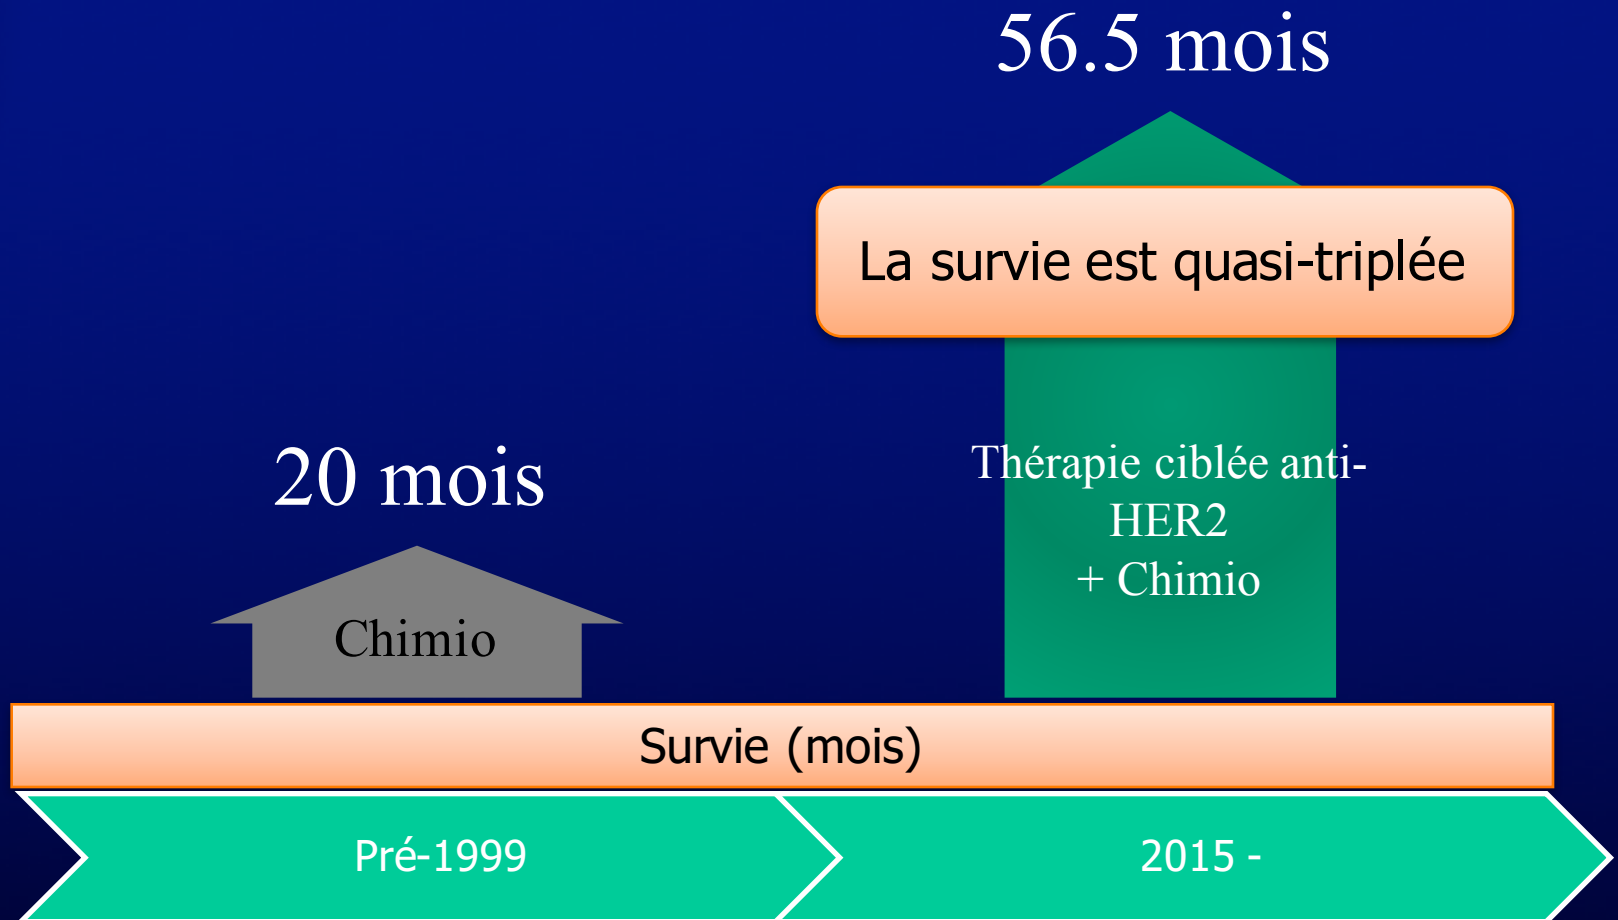 56.5 mois
La survie est quasi-triplée
20 mois
Thérapie ciblée anti-
HER2
+ Chimio
Chimio
Survie (mois)
Pré-1999
2015 -